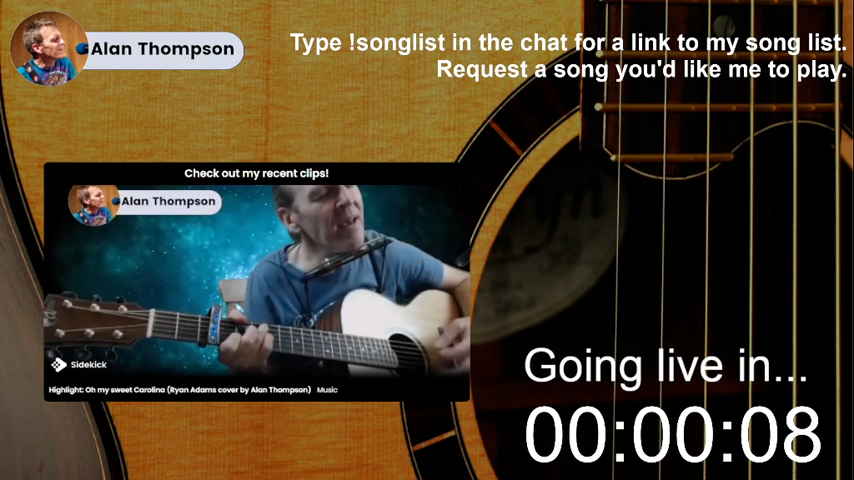 Alan Thompson
Type !songlist in the chat for a link to my song list.
Request a song you'd like me to play.
Check out my recent clips!
Alan Thompson
Sidekick
Highlight: Oh my sweet Carolina (Ryan Adams cover by Alan Thompson) Music
Going live in...
00:00:08